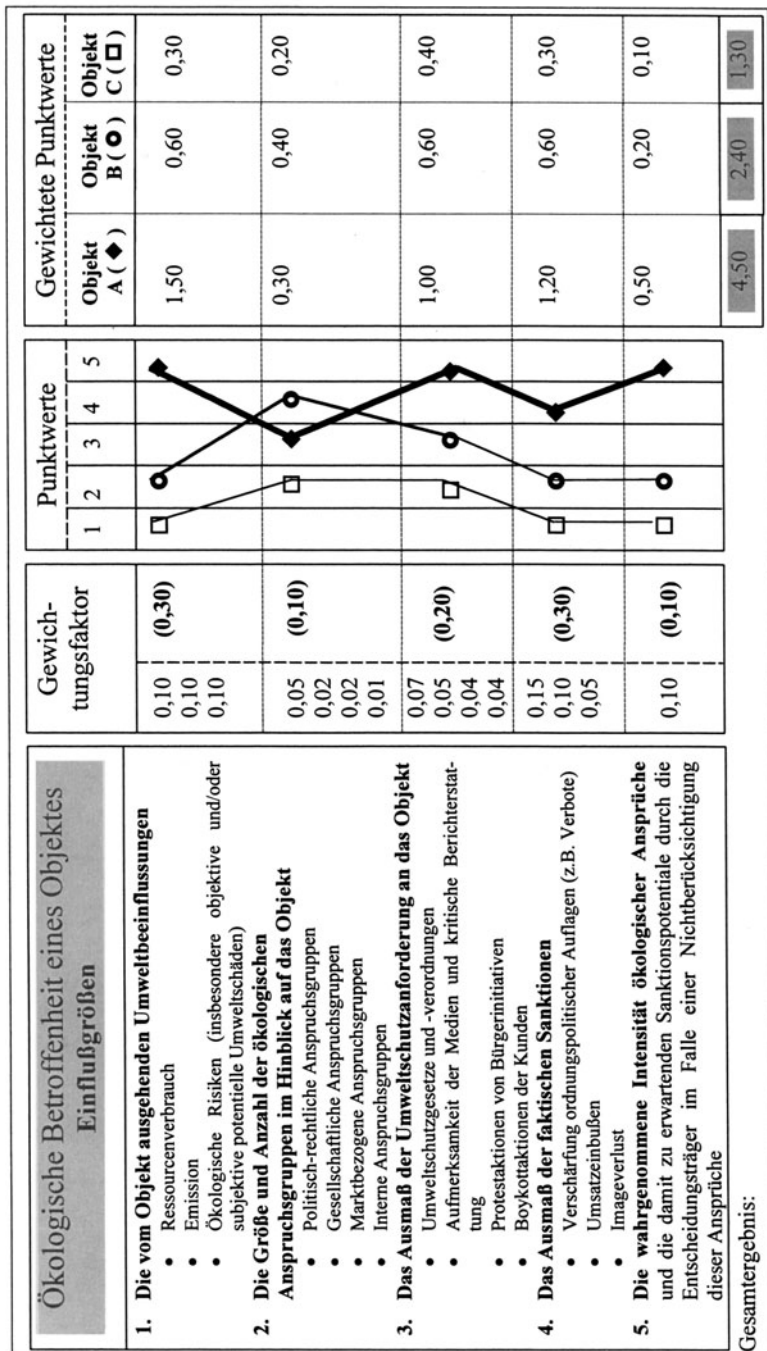 Ökologische Betroffenheit eines Objektes
Einflußgrößen
Gewich-
tungsfaktor
Punktwerte
1 2 3 4 5
Gewichtete Punktwerte
Objekt
A (◆)
Objekt
B (O)
Objekt
C (□)
1. Die vom Objekt ausgehenden Umweltbeeinflussungen
• Ressourcenverbrauch
• Emission
• Ökologische Risiken (insbesondere objektive und/oder
subjektive potentielle Umweltschäden)
0,10
0,10
0,10
(0,30)
1,50 0,60 0,30
2. Die Größe und Anzahl der ökologischen
Anspruchsgruppen im Hinblick auf das Objekt
• Politisch-rechtliche Anspruchsgruppen
• Gesellschaftliche Anspruchsgruppen
• Marktbezogene Anspruchsgruppen
• Interne Anspruchsgruppen
0,05
0,02
0,02
0,01
(0,10)
0,30 0,40 0,20
3. Das Ausmaß der Umweltschutzanforderung an das Objekt
• Umweltschutzgesetze und -verordnungen
• Aufmerksamkeit der Medien und kritische Berichterstat-
tung
• Protestaktionen von Bürgerinitiativen
• Boykottaktionen der Kunden
0,07
0,05
0,04
0,04
(0,20)
1,00 0,60 0,40
4. Das Ausmaß der faktischen Sanktionen
• Verschärfung ordnungspolitischer Auflagen (z.B. Verbote)
• Umsatzeinbußen
• Imageverlust
0,15
0,10
0,05
(0,30)
1,20 0,60 0,30
5. Die wahrgenommene Intensität ökologischer Ansprüche
und die damit zu erwartenden Sanktionspotentiale durch die
Entscheidungsträger im Falle einer Nichtberücksichtigung
dieser Ansprüche
0,10
(0,10)
0,50 0,20 0,10
Gesamtergebnis:
4,50 2,40 1,30